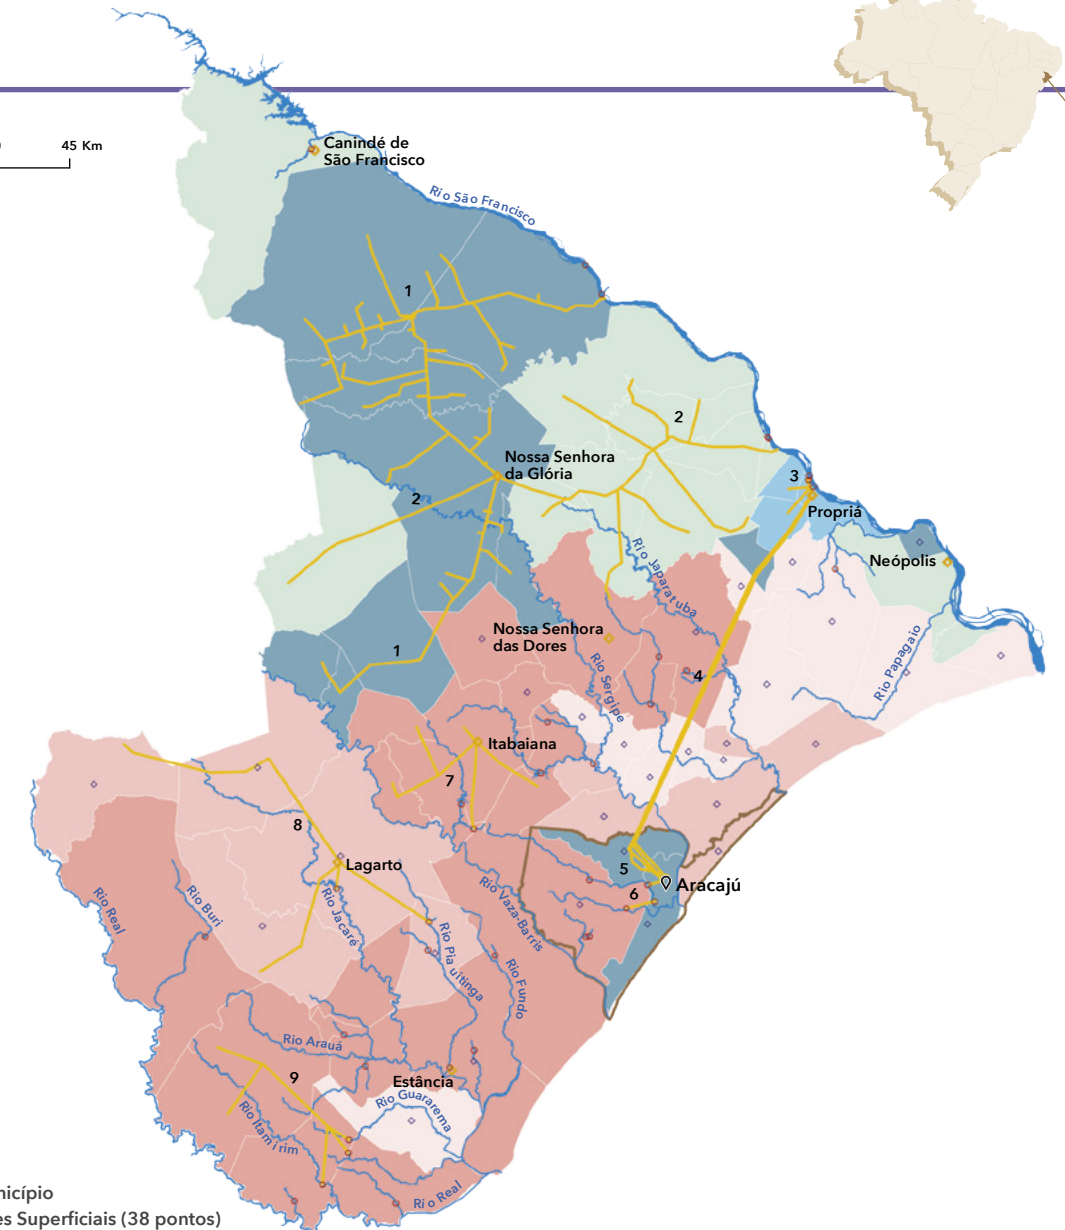 45 Km
Canindé de
São Francisco
Rio São Francisco
1
2
Nossa Senhora
da Glória
3
2
Propriá
Neópolis
Rio Japaratuba
Nossa Senhora
das Dores
1
Rio Sergipe
4
Rio Papagaio
Itabaiana
7
8
Lagarto
5
6
Aracajú
Rio Real
Rio Buri
Rio Jacaré
Rio Vaza-Barris
Rio Piauitinga
Rio Fundo
Rio Arauá
9
Estância
Rio Guararema
Rio Itamirim
Rio Real
nicípio
es Superficiais (38 pontos)